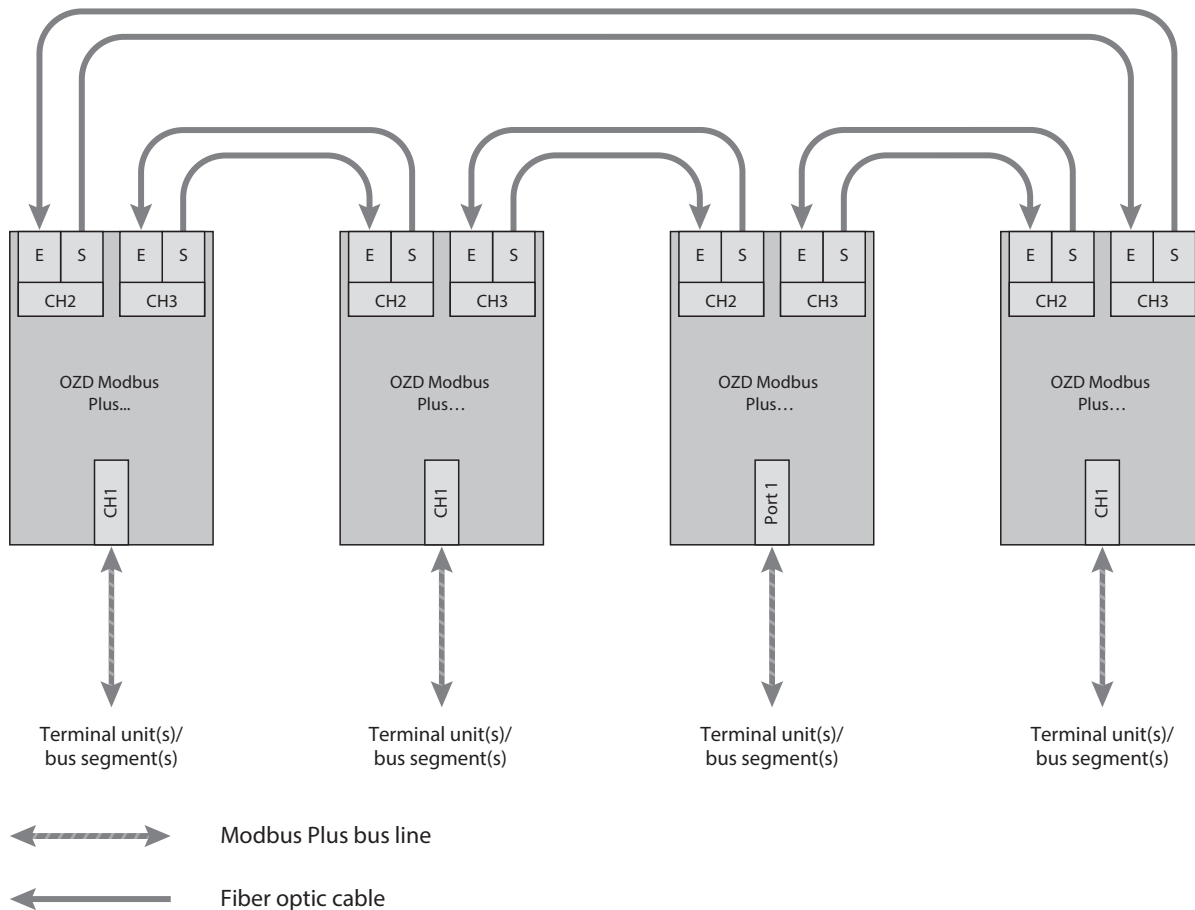 E S E S
CH2 CH3
OZD Modbus
Plus...
CH1
Terminal unit(s)/
bus segment(s)
E S E S
CH2 CH3
OZD Modbus
Plus…
CH1
Terminal unit(s)/
bus segment(s)
E S E S
CH2 CH3
OZD Modbus
Plus…
Port 1
Terminal unit(s)/
bus segment(s)
E S E S
CH2 CH3
OZD Modbus
Plus…
CH1
Terminal unit(s)/
bus segment(s)
Modbus Plus bus line
Fiber optic cable